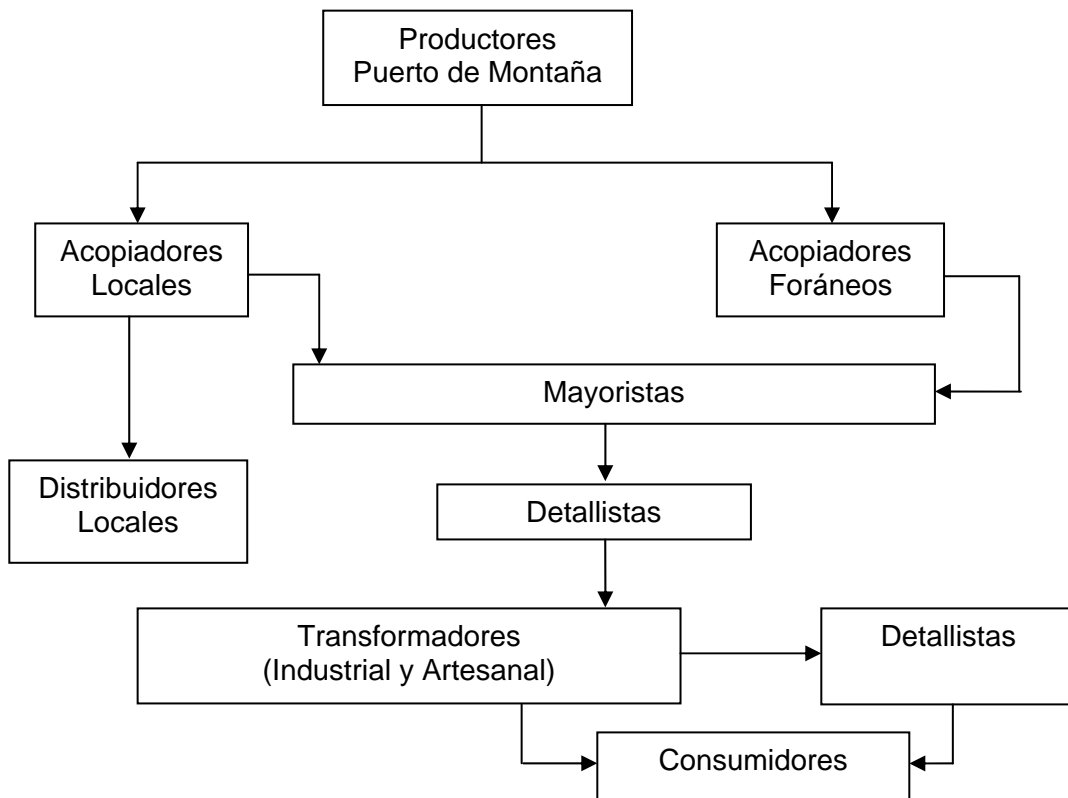 Productores
Puerto de Montaña
Acopiadores
Locales
Acopiadores
Foráneos
Mayoristas
Distribuidores
Locales
Detallistas
Transformadores
(Industrial y Artesanal)
Detallistas
Consumidores